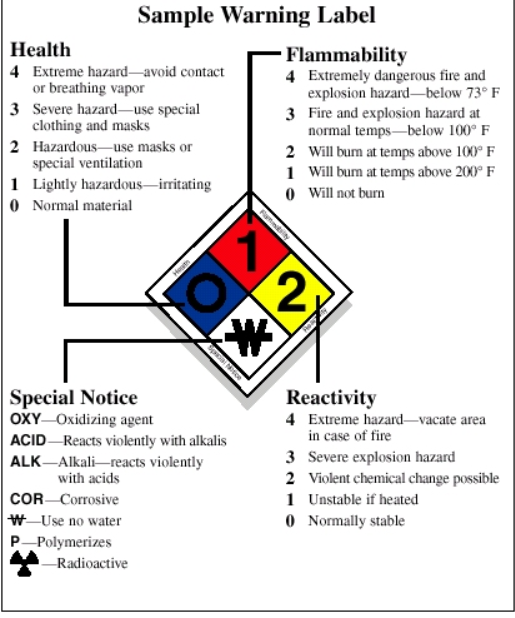 Sample Warning Label
Health
4 Extreme hazard—avoid contact
or breathing vapor
3 Severe hazard—use special
clothing and masks
2 Hazardous—use masks or
special ventilation
1 Lightly hazardous—irritating
0 Normal material
Flammability
4 Extremely dangerous fire and
explosion hazard—below 73° F
3 Fire and explosion hazard at
normal temps—below 100° F
2 Will burn at temps above 100° F
1 Will burn at temps above 200° F
0 Will not burn
Health
Flammability
1
0
2
W
Special Notice
Reactivity
Special Notice
OXY—Oxidizing agent
ACID—Reacts violently with alkalis
ALK—Alkali—reacts violently
with acids
COR—Corrosive
W—Use no water
P—Polymerizes
—Radioactive
Reactivity
4 Extreme hazard—vacate area
in case of fire
3 Severe explosion hazard
2 Violent chemical change possible
1 Unstable if heated
0 Normally stable